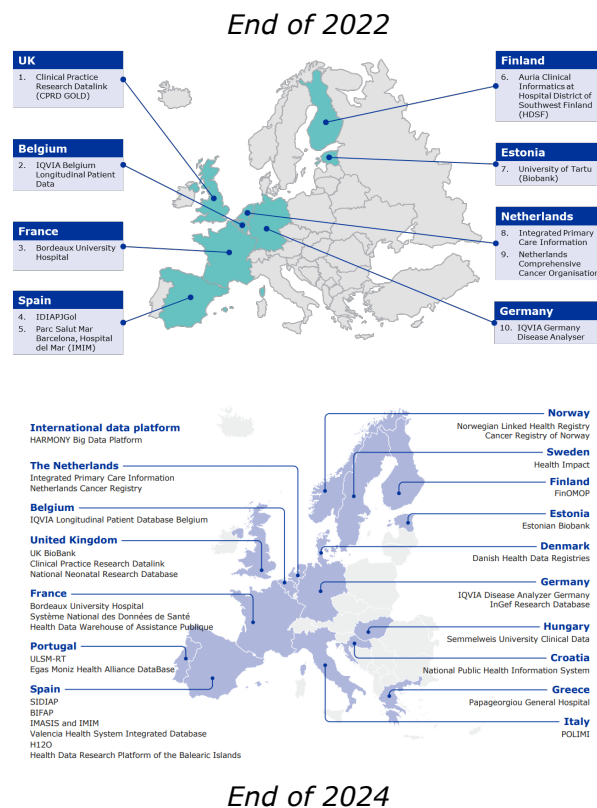 End of 2022
UK
1. Clinical Practice
Research Datalink
(CPRD GOLD)
Belgium
2. IQVIA Belgium
Longitudinal Patient
Data
France
3. Bordeaux University
Hospital
Spain
4. IDIAPJGol
5. Parc Salut Mar
Barcelona, Hospital
del Mar (IMIM)
Finland
6. Auria Clinical
Informatics at
Hospital District of
Southwest Finland
(HDSF)
Estonia
7. University of Tartu
(Biobank)
Netherlands
8. Integrated Primary
Care Information
9. Netherlands
Comprehensive
Cancer Organisation
Germany
10. IQVIA Germany
Disease Analyser
International data platform
HARMONY Big Data Platform
The Netherlands
Integrated Primary Care Information
Netherlands Cancer Registry
Belgium
IQVIA Longitudinal Patient Database Belgium
United Kingdom
UK BioBank
Clinical Practice Research Datalink
National Neonatal Research Database
France
Bordeaux University Hospital
Système National des Données de Santé
Health Data Warehouse of Assistance Publique
Portugal
ULSM-RT
Egas Moniz Health Alliance DataBase
Spain
SIDIAP
BIFAP
IMASIS and IMIM
Valencia Health System Integrated Database
H12O
Health Data Research Platform of the Balearic Islands
Norway
Norwegian Linked Health Registry
Cancer Registry of Norway
Sweden
Health Impact
Finland
FinOMOP
Estonia
Estonian Biobank
Denmark
Danish Health Data Registries
Germany
IQVIA Disease Analyzer Germany
InGef Research Database
Hungary
Semmelweis University Clinical Data
Croatia
National Public Health Information System
Greece
Papageorgiou General Hospital
Italy
POLIMI
End of 2024